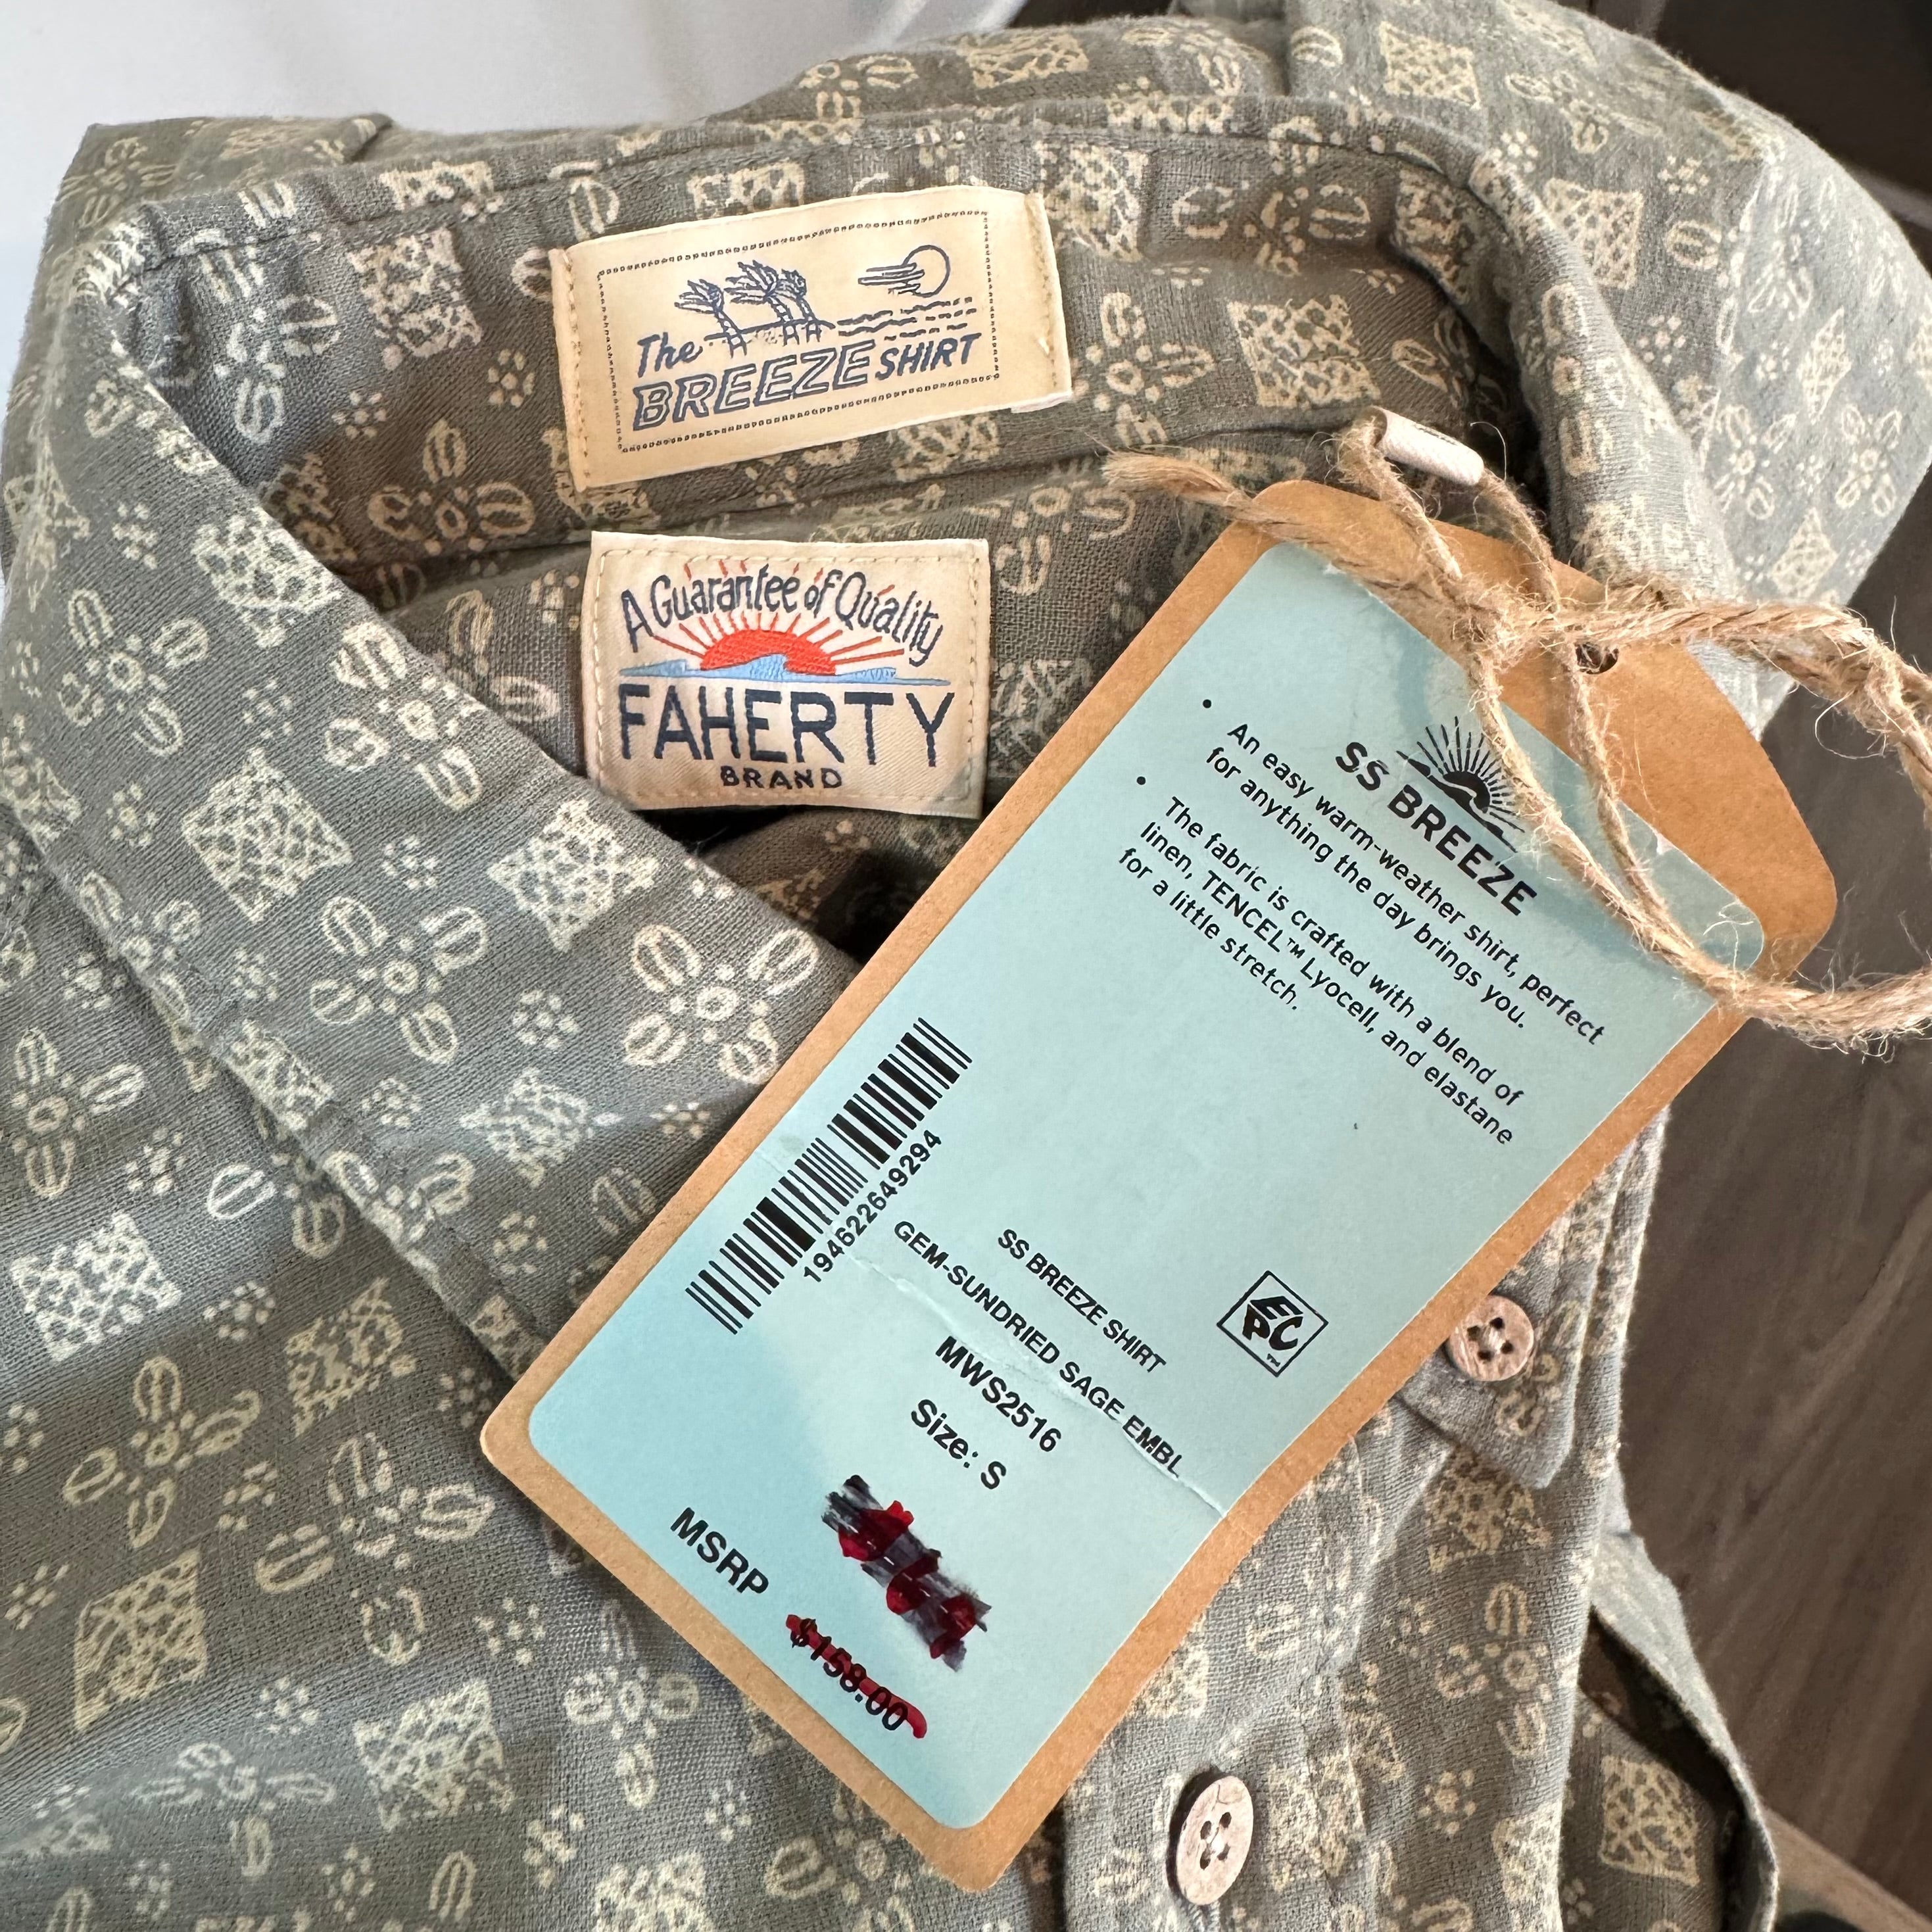 The
BREEZE SHIRT
A Guarantee of Quality
FAHERTY
BRAND
SS BREEZE
• An easy warm-weather shirt, perfect
for anything the day brings you.
• The fabric is crafted with a blend of
linen, TENCEL™ Lyocell, and elastane
for a little stretch.
194622649294
SS BREEZE SHIRT
GEM-SUNDRIED SAGE EMBL
MWS2516
Size: S
EPC™
MSRP $158.00